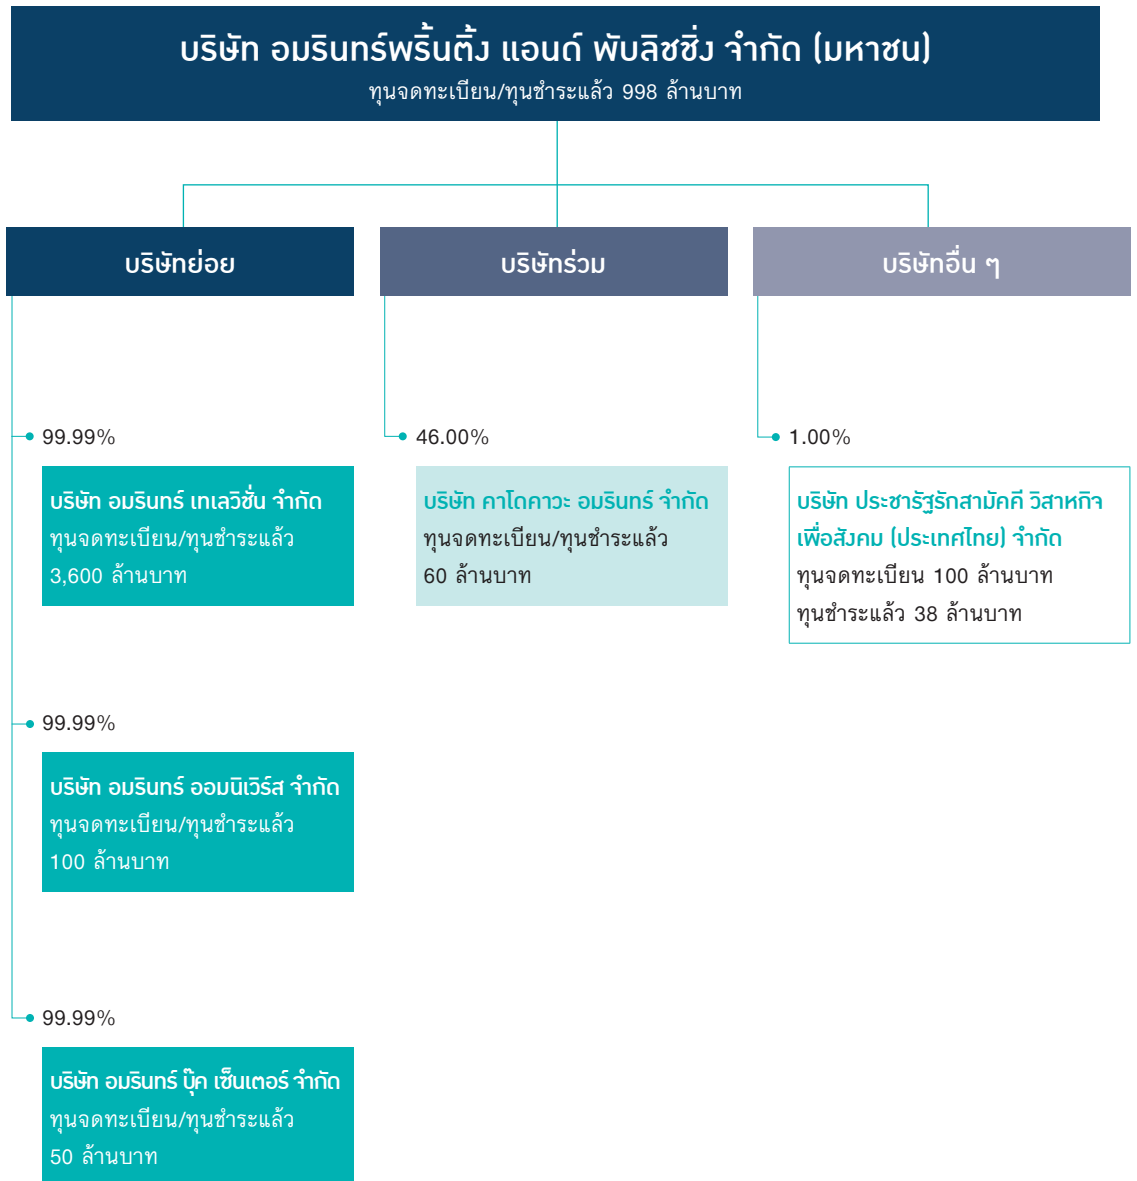 บริษัท อมรินทร์พริ้นติ้ง แอนด์ พับลิชชิ่ง จำกัด (มหาชน)
ทุนจดทะเบียน/ทุนชำระแล้ว 998 ล้านบาท
บริษัทย่อย
บริษัทร่วม
บริษัทอื่น ๆ
99.99%
บริษัท อมรินทร์ เทเลวิชั่น จำกัด
ทุนจดทะเบียน/ทุนชำระแล้ว
3,600 ล้านบาท
99.99%
บริษัท อมรินทร์ ออมนิเวิร์ส จำกัด
ทุนจดทะเบียน/ทุนชำระแล้ว
100 ล้านบาท
99.99%
บริษัท อมรินทร์ บุ๊ค เซ็นเตอร์ จำกัด
ทุนจดทะเบียน/ทุนชำระแล้ว
50 ล้านบาท
46.00%
บริษัท คาโดคาวะ อมรินทร์ จำกัด
ทุนจดทะเบียน/ทุนชำระแล้ว
60 ล้านบาท
1.00%
บริษัท ประชารัฐรักสามัคคี วิสาหกิจ
เพื่อสังคม (ประเทศไทย) จำกัด
ทุนจดทะเบียน 100 ล้านบาท
ทุนชำระแล้ว 38 ล้านบาท